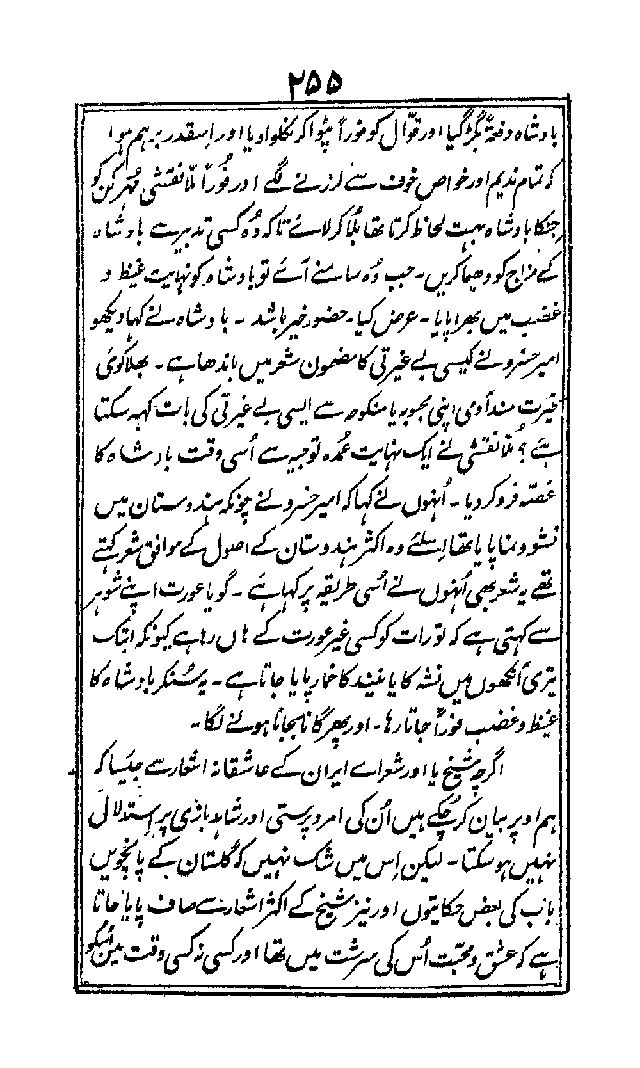 ۲۵۵
بادشاہ دفعۃً بگڑ گیا اور قوّال کو فوراً پٹوا کر نکلوا دیا اور اسقدر برہم ہوا
کہ تمام ندیم اور خواص خوف سے لرزنے لگے اور فوراً ملّا نقشی مُہرکن کو
جنکا بادشاہ بہت لحاظ کرتا تھا بُلا کر لائے تاکہ وُہ کسی تدبیر سے بادشاہ
کے مزاج کو دھیما کریں۔ جب وُہ سامنے آئے تو بادشاہ کو نہایت غیظ و
غضب میں بھرا پایا۔ عرض کیا۔ حضور خیر باشد۔ بادشاہ نے کہا دیکھو
امیر خسرو نے کیسی بے غیرتی کا مضمون شعر میں باندھا ہے۔ بھلا کوئی
غیرت مند آدمی اپنی محبوبہ یا منکوحہ سے ایسی بے غیرتی کی بات کہہ سکتا
ہے؟ ملّا نقشی نے ایک نہایت عمدہ توجیہ سے اُسی وقت بادشاہ کا
غصّہ فرو کر دیا۔ اُنہوں نے کہا کہ امیر خسرو نے چونکہ ہندوستان میں
نشو و نما پایا تھا اسلئے وہ اکثر ہندوستان کے اصول کے موافق شعر کہتے
تھے یہ شعر بھی اُنہوں نے اُسی طریقہ پر کہا ہے۔ گویا عورت اپنے شوہر
سے کہتی ہے کہ تو رات کو کسی غیر عورت کے ہاں رہا ہے کیونکہ ابتک
تیری آنکھوں میں نشہ کا یا نیند کا خمار پایا جاتا ہے۔ یہ سُنکر بادشاہ کا
غیظ و غضب فوراً جاتا رہا۔ اور پھر گانا بجانا ہونے لگا۔
اگرچہ شیخ یا اور شعراے ایران کے عاشقانہ اشعار سے جیسا کہ
ہم اوپر بیان کر چُکے ہیں اُن کی امرد پرستی اور شاہد بازی پر استدلال
نہیں ہو سکتا۔ لیکن اِس میں شک نہیں کہ گلستان کے پانچویں
باب کی بعض حکایتوں اور نیز شیخ کے اکثر اشعار سے صاف پایا جاتا
ہے کہ عشق و محبّت اُس کی سرشت میں تھا اور کسی نہ کسی وقت میں اُسکو